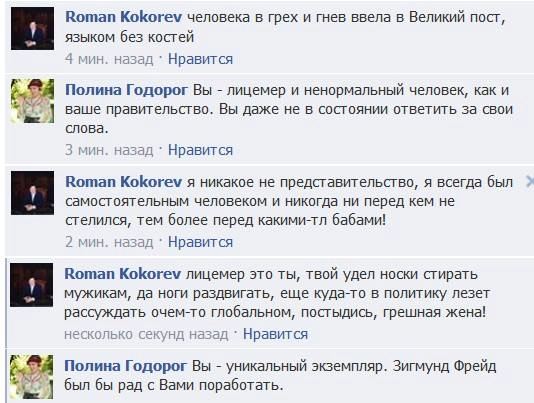 Roman Kokorev человека в грех и гнев ввела в Великий пост,
языком без костей
4 мин. назад · Нравится
Полина Годорог Вы - лицемер и ненормальный человек, как и
ваше правительство. Вы даже не в состоянии ответить за свои
слова.
3 мин. назад · Нравится
Roman Kokorev я никакое не представительство, я всегда был
самостоятельным человеком и никогда ни перед кем не
стелился, тем более перед какими-тл бабами!
2 мин. назад · Нравится
Roman Kokorev лицемер это ты, твой удел носки стирать
мужикам, да ноги раздвигать, еще куда-то в политику лезет
рассуждать очем-то глобальном, постыдись, грешная жена!
несколько секунд назад · Нравится
Полина Годорог Вы - уникальный экземпляр. Зигмунд Фрейд
был бы рад с Вами поработать.